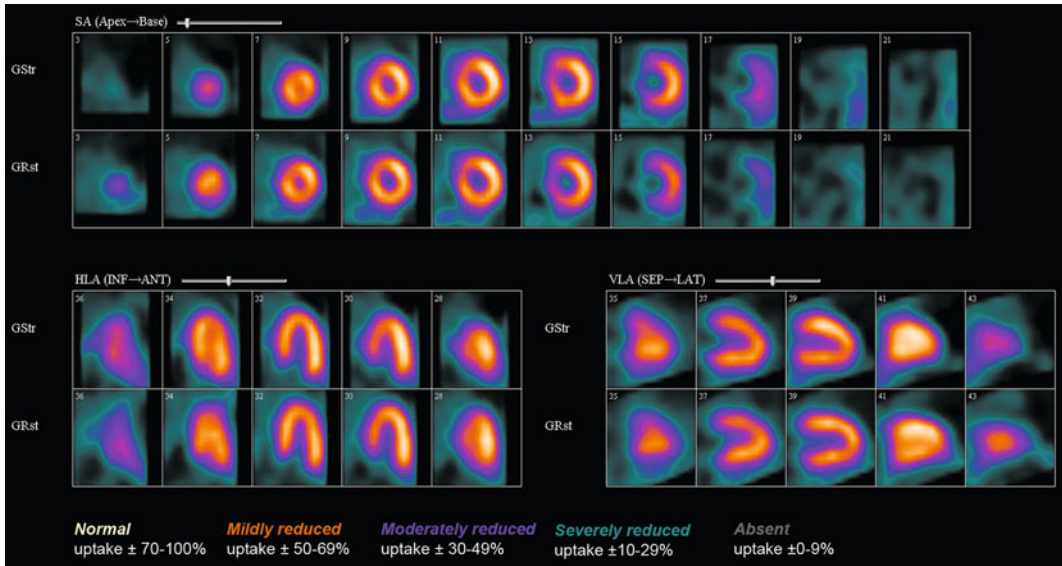 SA (Apex→Base)
3 5 7 9 11 13 15 17 19 21
GStr
3 5 7 9 11 13 15 17 19 21
GRst
HLA (INF→ANT)
VLA (SEP→LAT)
36 34 32 30 28
35 37 39 41 43
GStr
GStr
36 34 32 30 28
35 37 39 41 43
GRst
GRst
Normal Mildly reduced Moderately reduced Severely reduced Absent
uptake ± 70-100% uptake ± 50-69% uptake ± 30-49% uptake ±10-29% uptake ±0-9%